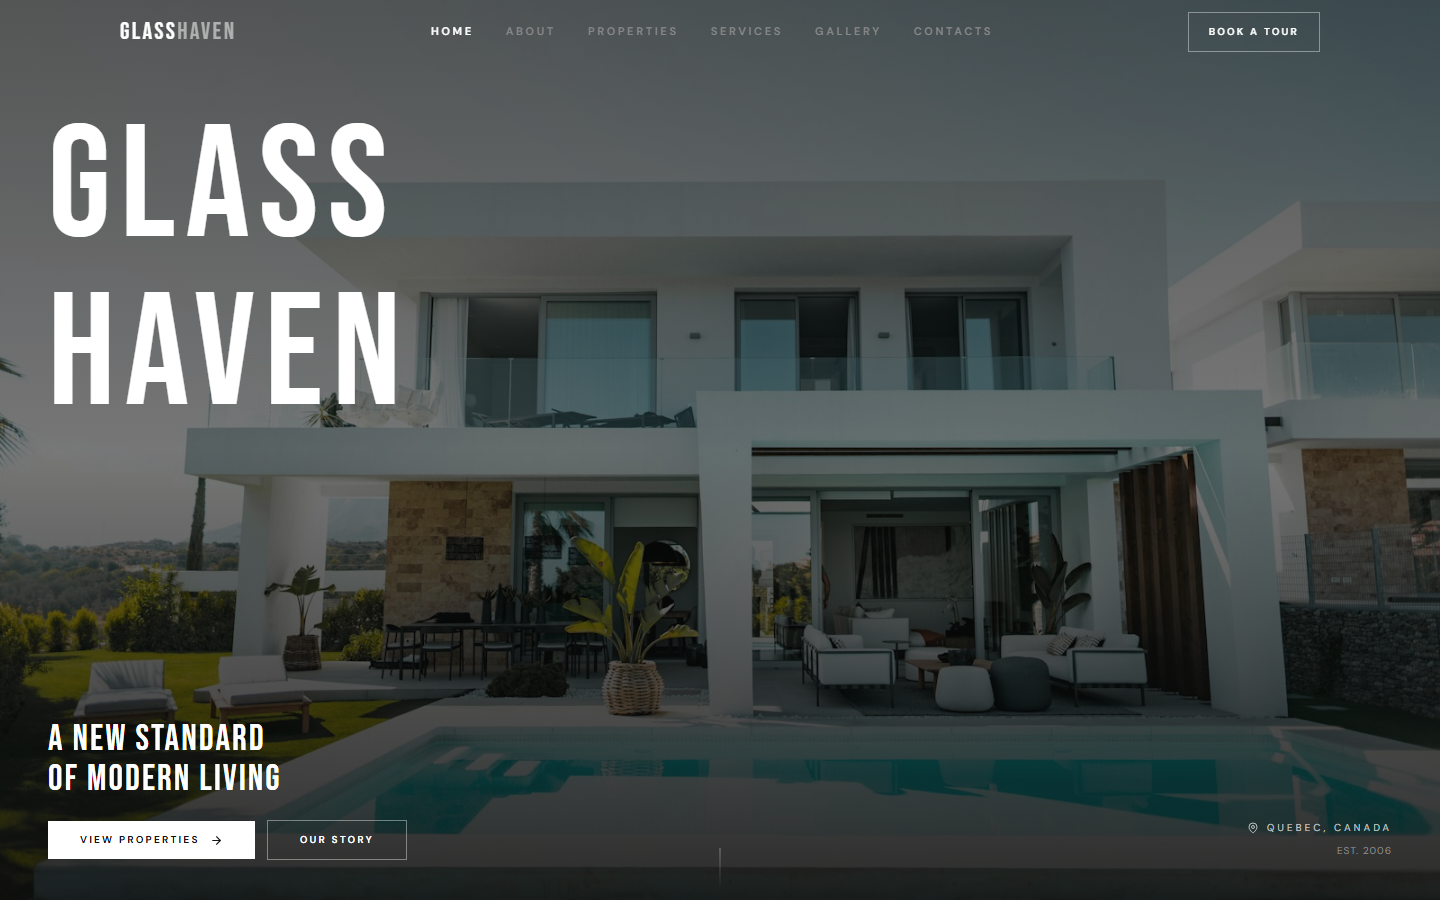 GLASSHAVEN
HOME ABOUT PROPERTIES SERVICES GALLERY CONTACTS
BOOK A TOUR
GLASS
HAVEN
A NEW STANDARD
OF MODERN LIVING
VIEW PROPERTIES →
OUR STORY
QUEBEC, CANADA
EST. 2006